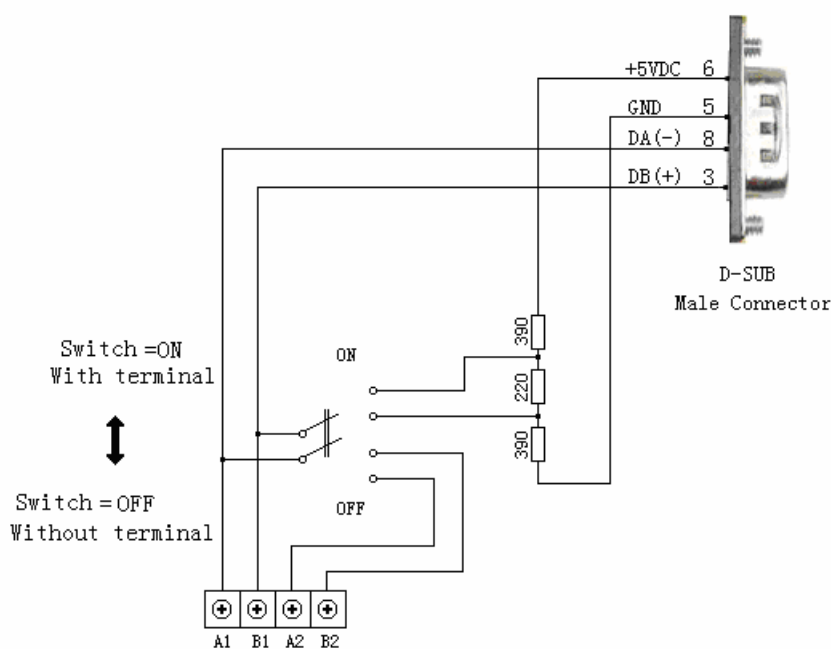 +5VDC 6
GND 5
DA(-) 8
DB(+) 3
D-SUB
Male Connector
390
220
390
ON
OFF
Switch=ON
With terminal
Switch=OFF
Without terminal
A1 B1 A2 B2